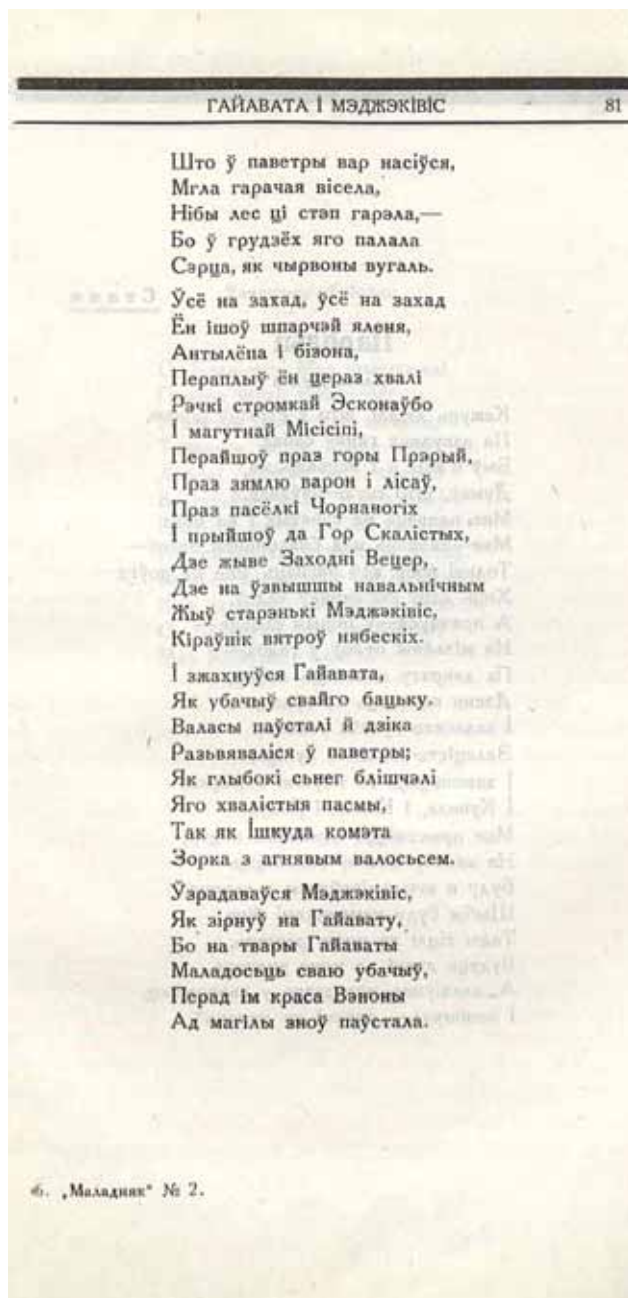 ГАЙАВАТА І МЭДЖЭКІВІС 81
Што ў паветры вар насіўся,
Мгла гарачая вісела,
Нібы лес ці стэп гарэла,—
Бо ў грудзёх яго палала
Сэрца, як чырвоны вугаль.
Ўсё на захад, ўсё на захад
Ён ішоў шпарчэй яленя,
Антылёпа і бізона,
Пераплыў ён цераз хвалі
Рэчкі стромкай Эсконаўбо
І магутнай Місісіпі,
Перайшоў праз горы Прэрый,
Праз зямлю варон і лісаў,
Праз пасёлкі Чорнаногіх
І прыйшоў да Гор Скалістых,
Дзе жыве Заходні Вецер,
Дзе на ўзвышшы навальнічным
Жыў старэнькі Мэджэківіс,
Кіраўнік вятроў нябескіх.
І зжахнуўся Гайавата,
Як убачыў свайго бацьку.
Валасы паўсталі й дзіка
Разьвяваліся ў паветры;
Як глыбокі сьнег блішчэлі
Яго хвалістыя пасмы,
Так як Ішкуда комэта
Зорка з агнявым валосьсем.
Ўзрадаваўся Мэджэківіс,
Як зірнуў на Гайавату,
Бо на твары Гайаваты
Маладосьць сваю убачыў,
Перад ім краса Вэноны
Ад магілы зноў паўстала.
6. „Маладняк“ № 2.